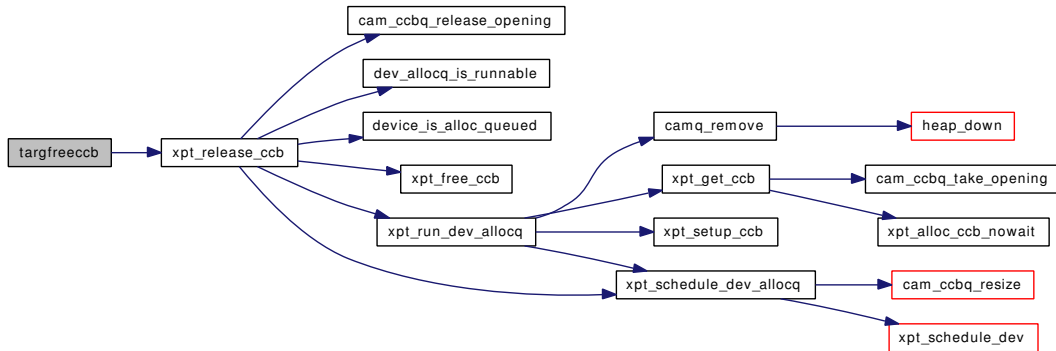 targfreeccb
xpt_release_ccb
cam_ccbq_release_opening
dev_allocq_is_runnable
device_is_alloc_queued
xpt_free_ccb
xpt_run_dev_allocq
camq_remove
xpt_get_ccb
xpt_setup_ccb
xpt_schedule_dev_allocq
heap_down
cam_ccbq_take_opening
xpt_alloc_ccb_nowait
cam_ccbq_resize
xpt_schedule_dev